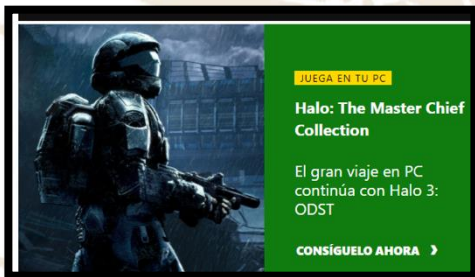 JUEGA EN TU PC
Halo: The Master Chief
Collection
El gran viaje en PC
continúa con Halo 3:
ODST
CONSÍGUELO AHORA ❯